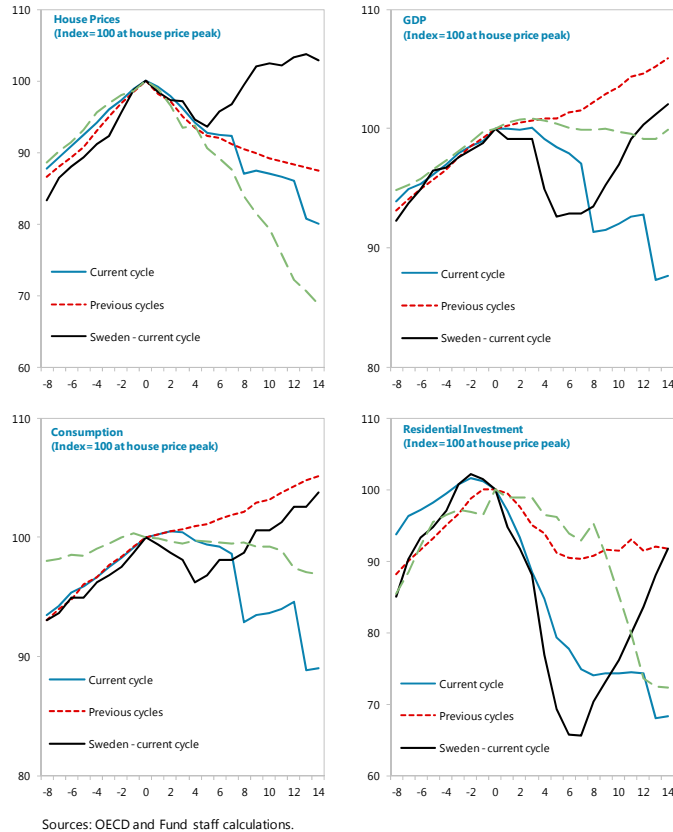 House Prices
(Index=100 at house price peak)
100
90
80
70
60
Current cycle
Previous cycles
Sweden - current cycle
-8 -6 -4 -2 0 2 4 6 8 10 12 14
GDP
(Index=100 at house price peak)
110
100
90
80
Current cycle
Previous cycles
Sweden - current cycle
-8 -6 -4 -2 0 2 4 6 8 10 12 14
Consumption
(Index=100 at house price peak)
110
100
90
80
Current cycle
Previous cycles
Sweden - current cycle
-8 -6 -4 -2 0 2 4 6 8 10 12 14
Residential Investment
(Index=100 at house price peak)
110
100
90
80
70
60
Current cycle
Previous cycles
Sweden - current cycle
-8 -6 -4 -2 0 2 4 6 8 10 12 14
Sources: OECD and Fund staff calculations.